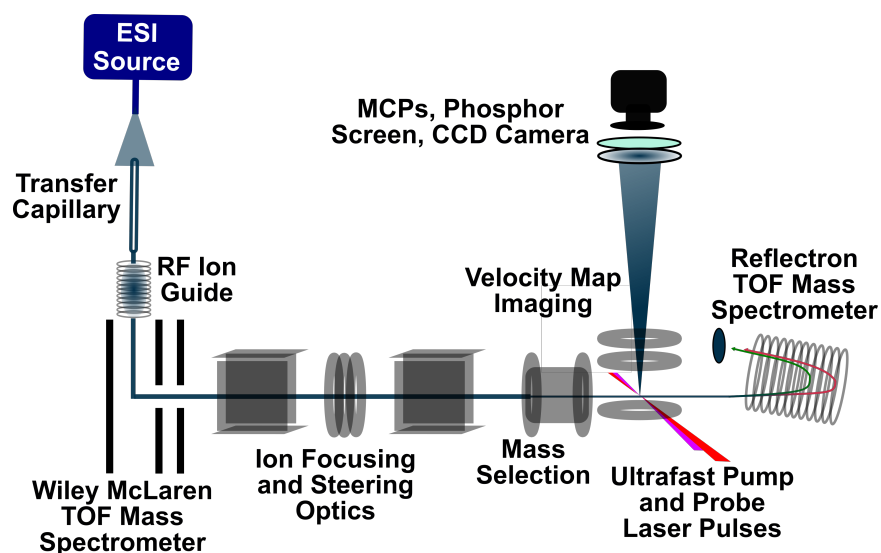 ESI
Source
MCPs, Phosphor
Screen, CCD Camera
Transfer
Capillary
RF Ion
Guide
Velocity Map
Imaging
Reflectron
TOF Mass
Spectrometer
Ion Focusing
and Steering
Optics
Mass
Selection
Ultrafast Pump
and Probe
Laser Pulses
Wiley McLaren
TOF Mass
Spectrometer